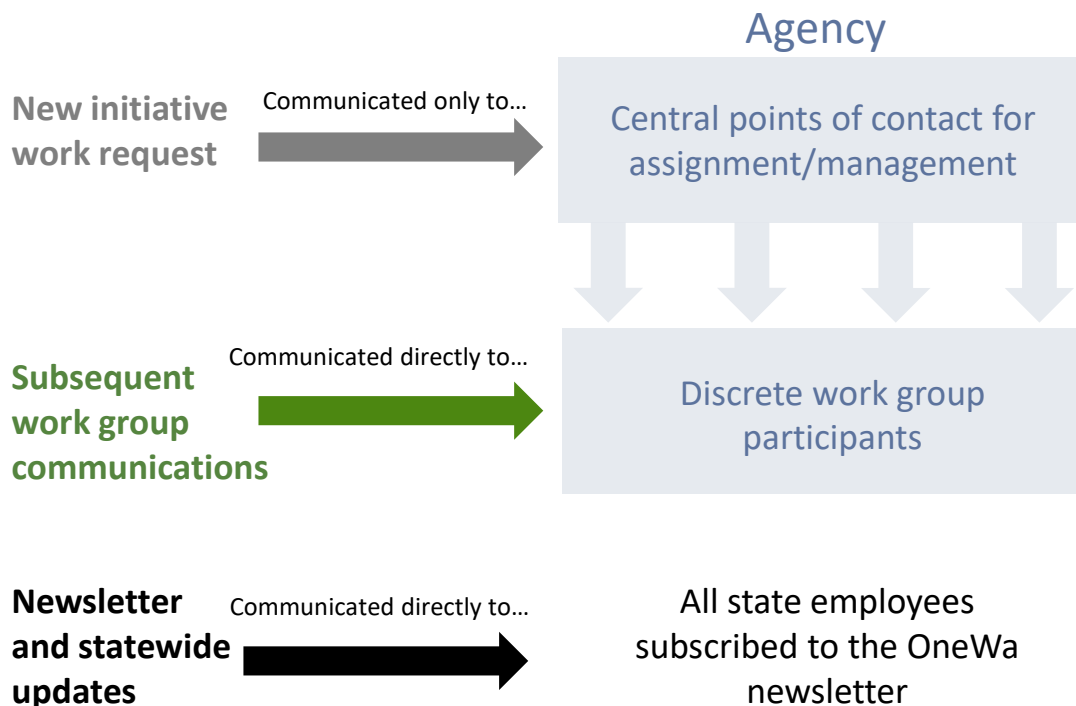 Agency
New initiative
work request
Communicated only to…
Central points of contact for
assignment/management
Subsequent
work group
communications
Communicated directly to…
Discrete work group
participants
Newsletter
and statewide
updates
Communicated directly to…
All state employees
subscribed to the OneWa
newsletter